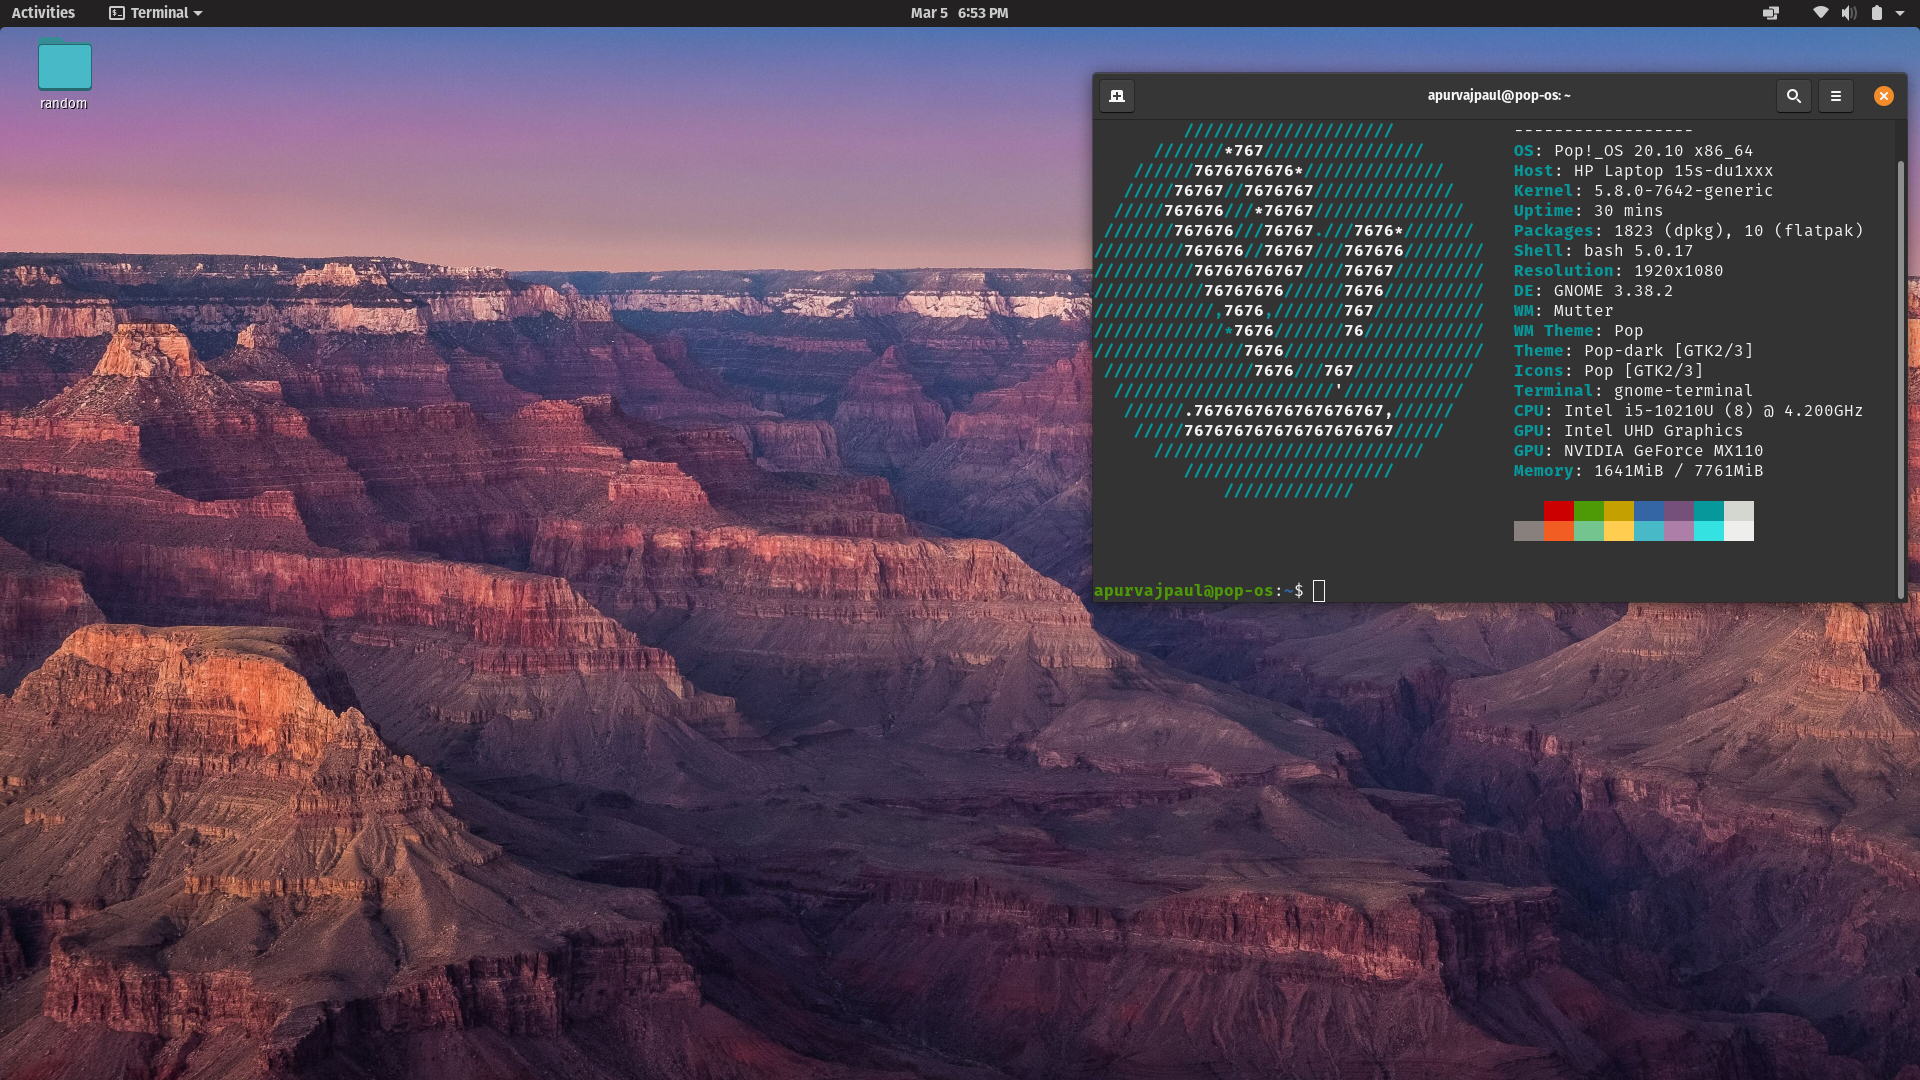 Activities Terminal Mar 5 6:53 PM
random
apurvajpaul@pop-os: ~
///////////////////// ------------------
///////*767//////////////// OS: Pop!_OS 20.10 x86_64
//////7676767676*////////////// Host: HP Laptop 15s-du1xxx
/////76767//7676767////////////// Kernel: 5.8.0-7642-generic
/////767676///*76767/////////////// Uptime: 30 mins
///////767676///76767.///7676*/////// Packages: 1823 (dpkg), 10 (flatpak)
/////////767676//76767///767676//////// Shell: bash 5.0.17
//////////76767676767////76767///////// Resolution: 1920x1080
///////////76767676//////7676////////// DE: GNOME 3.38.2
////////////,7676,///////767/////////// WM: Mutter
/////////////*7676///////76//////////// WM Theme: Pop
///////////////7676//////////////////// Theme: Pop-dark [GTK2/3]
///////////////7676///767//////////// Icons: Pop [GTK2/3]
//////////////////////'//////////// Terminal: gnome-terminal
//////.7676767676767676767,////// CPU: Intel i5-10210U (8) @ 4.200GHz
/////767676767676767676767///// GPU: Intel UHD Graphics
/////////////////////////// GPU: NVIDIA GeForce MX110
///////////////////// Memory: 1641MiB / 7761MiB
/////////////
apurvajpaul@pop-os:~$